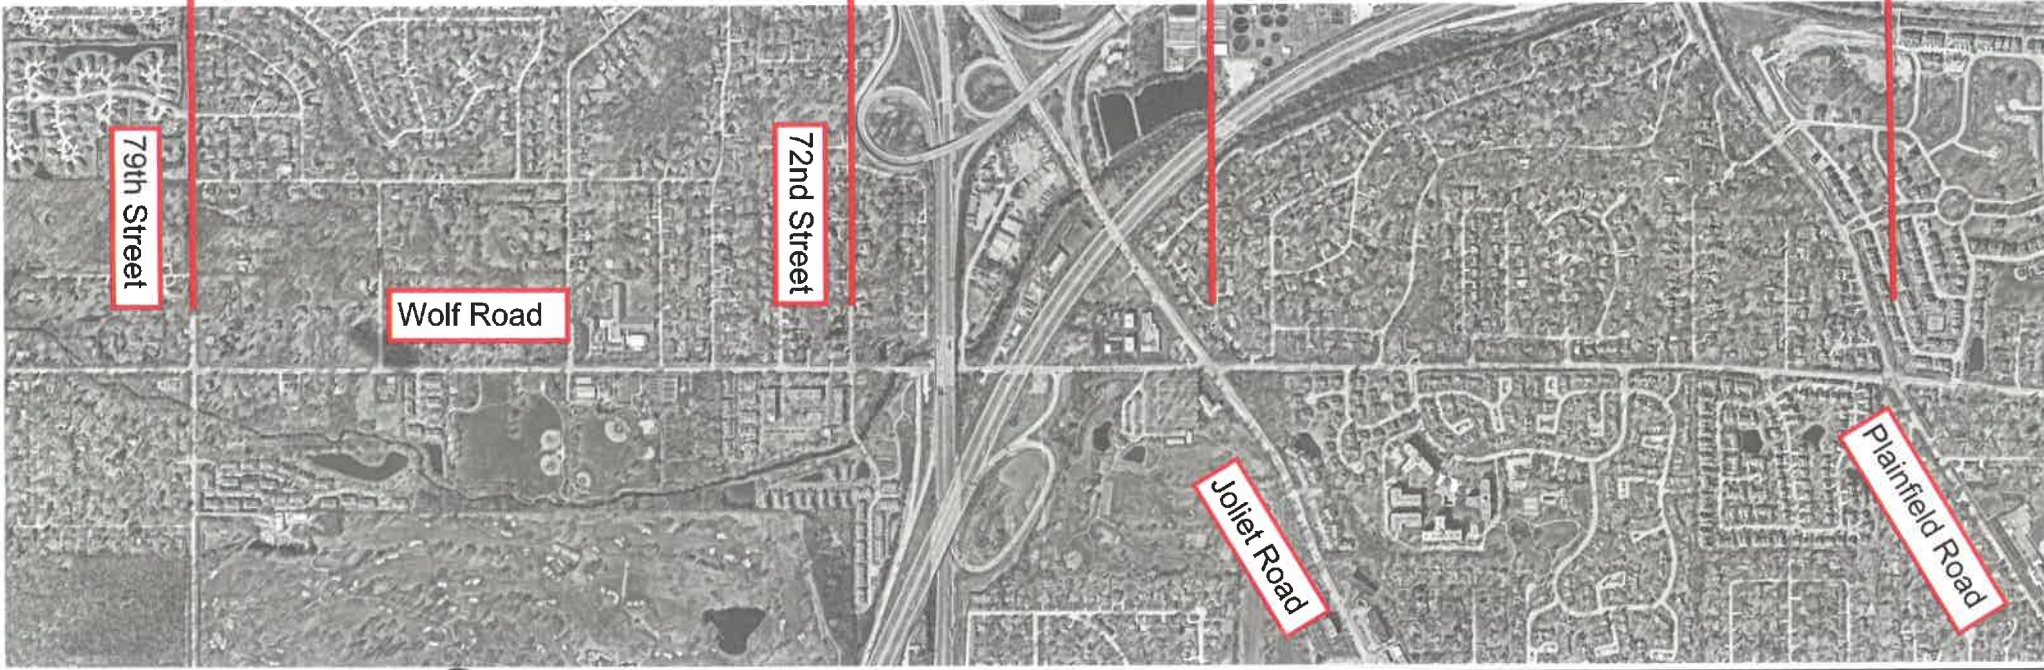 79th Street
Wolf Road
72nd Street
Joliet Road
Plainfield Road